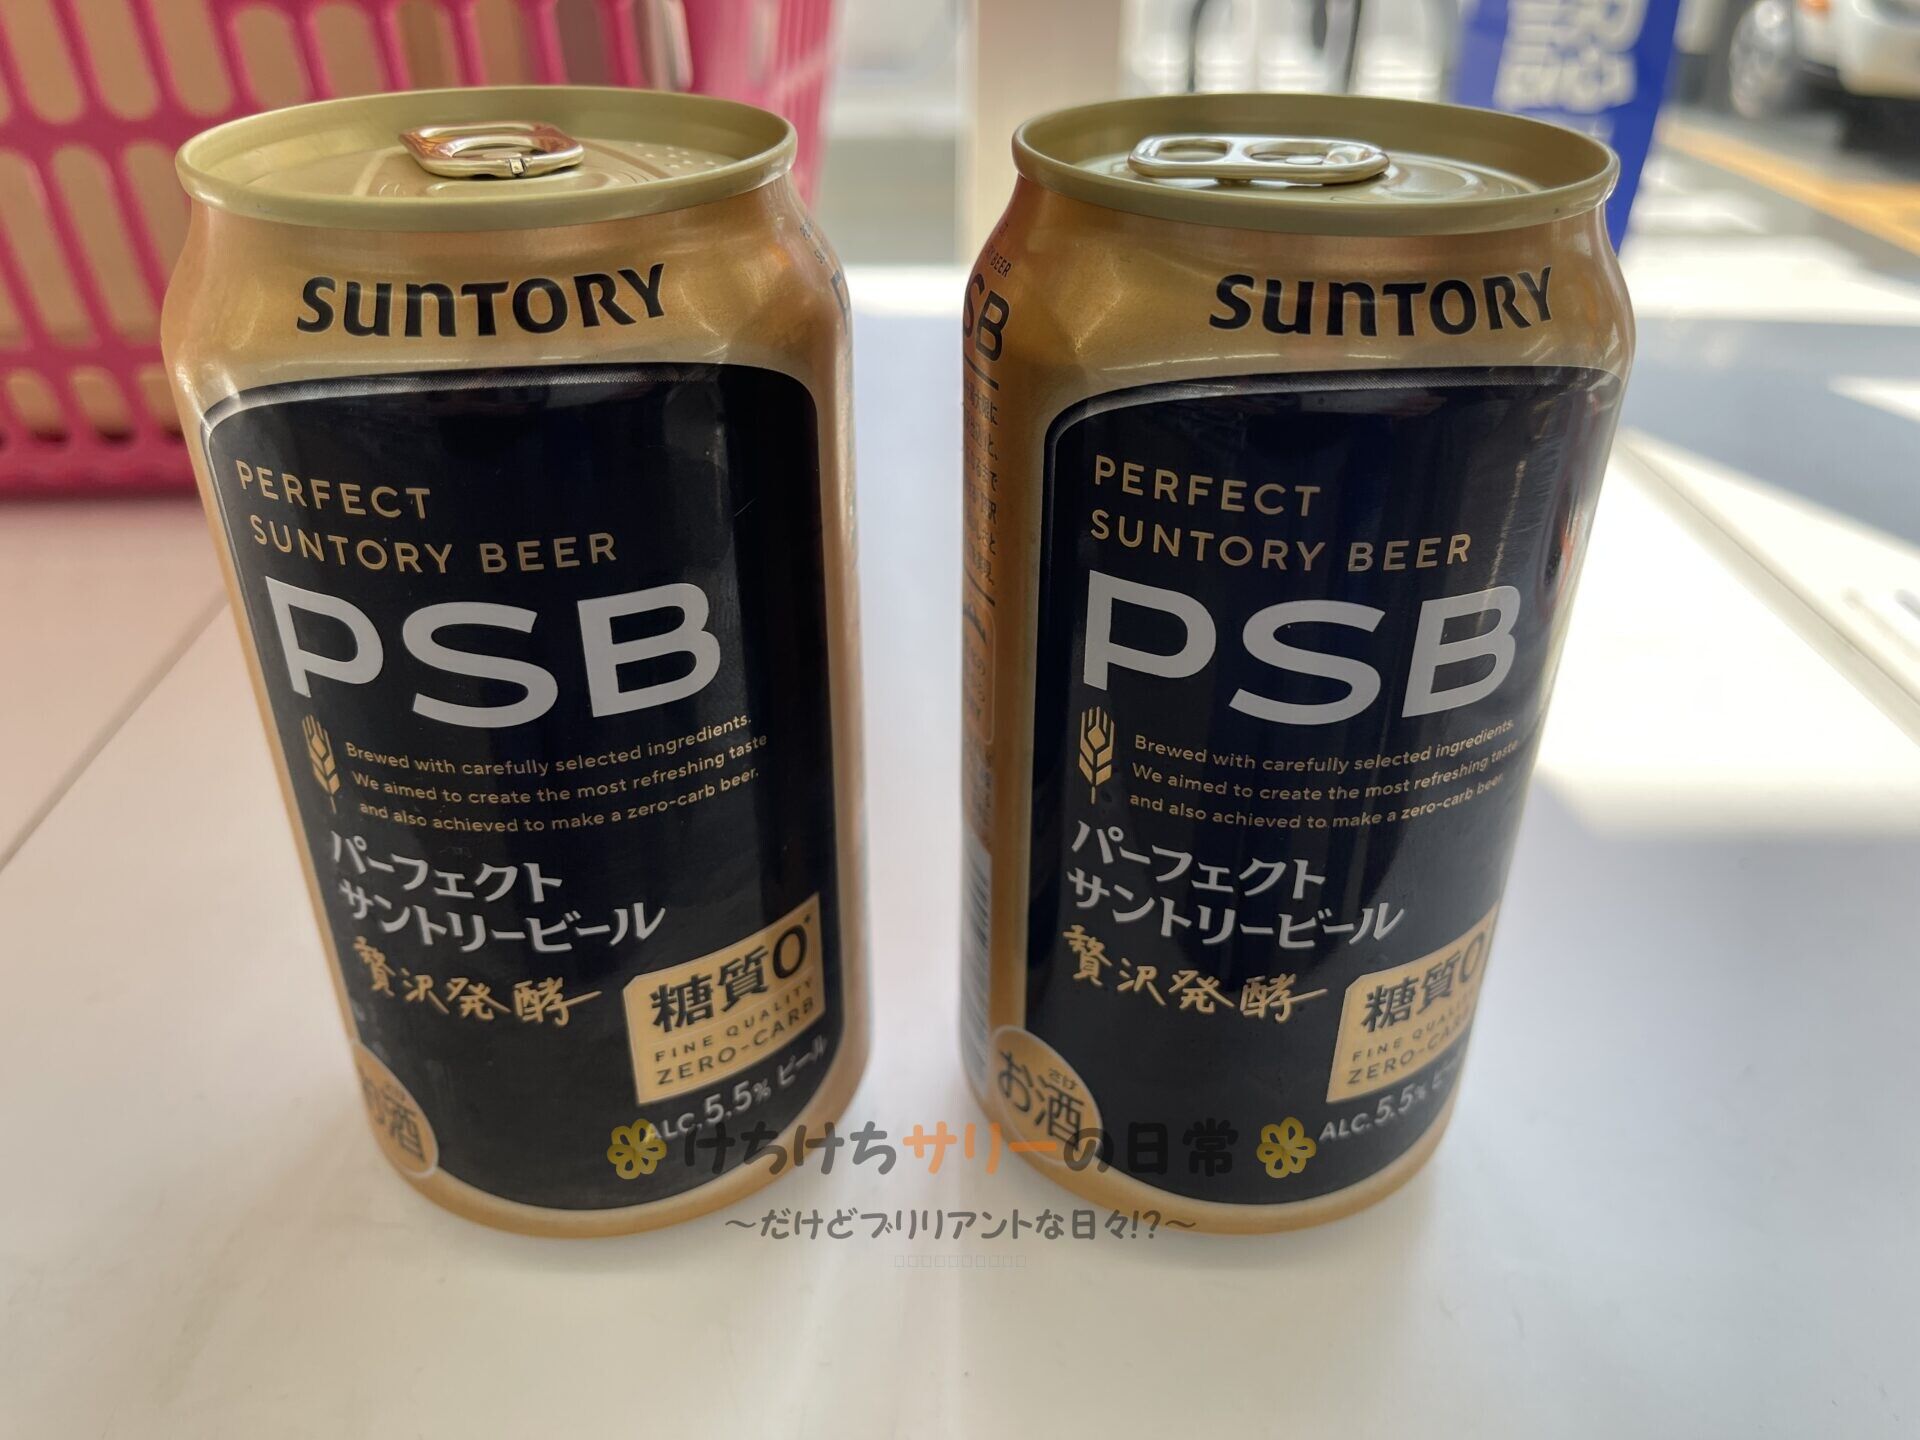 SUNTORY
PERFECT
SUNTORY BEER
PSB
Brewed with carefully selected ingredients.
We aimed to create the most refreshing taste
and also achieved to make a zero-carb beer.
パーフェクト
サントリービール
贅沢発酵
糖質0*
FINE QUALITY
ZERO-CARB
ALC.5.5% ビール
お酒
SUNTORY
PERFECT
SUNTORY BEER
PSB
Brewed with carefully selected ingredients.
We aimed to create the most refreshing taste
and also achieved to make a zero-carb beer.
パーフェクト
サントリービール
贅沢発酵
糖質0
FINE QUALITY
ZERO-CARB
ALC.5.5%
さけ
お酒
BEER
SB
けちけちサリーの日常
〜だけどブリリアントな日々!?〜